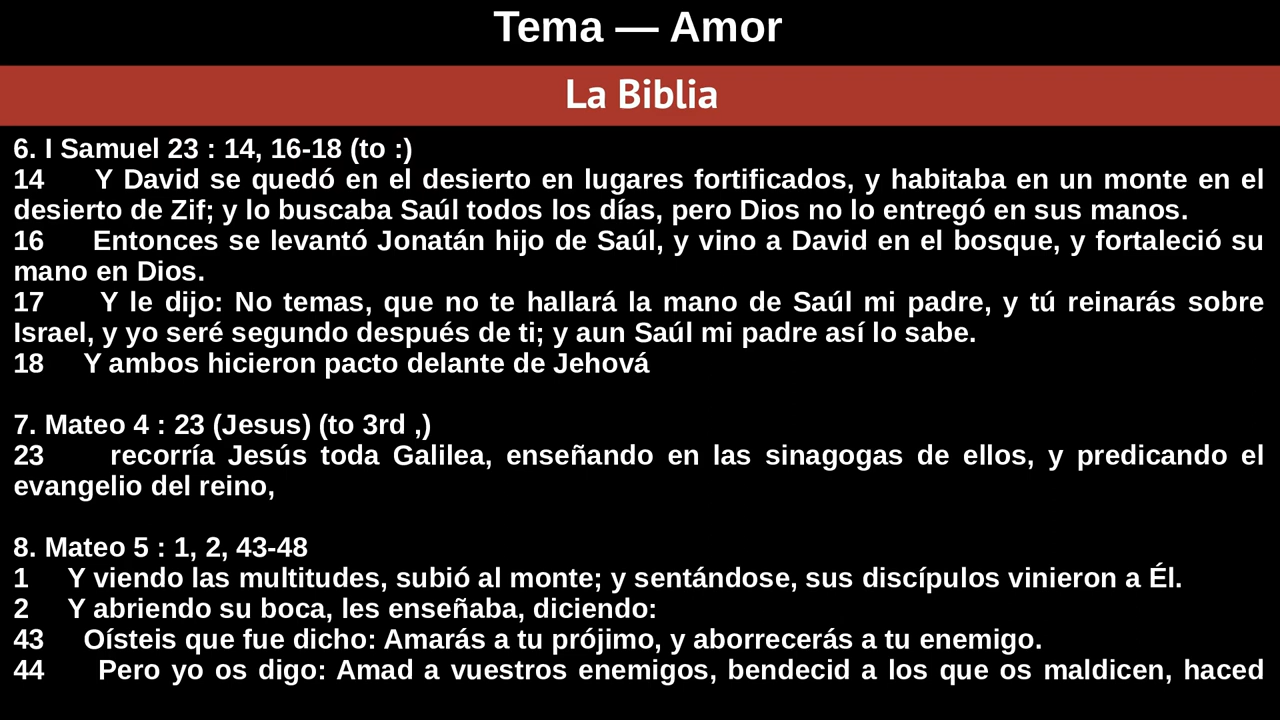 Tema — Amor
La Biblia
6. I Samuel 23 : 14, 16-18 (to :)
14 Y David se quedó en el desierto en lugares fortificados, y habitaba en un monte en el
desierto de Zif; y lo buscaba Saúl todos los días, pero Dios no lo entregó en sus manos.
16 Entonces se levantó Jonatán hijo de Saúl, y vino a David en el bosque, y fortaleció su
mano en Dios.
17 Y le dijo: No temas, que no te hallará la mano de Saúl mi padre, y tú reinarás sobre
Israel, y yo seré segundo después de ti; y aun Saúl mi padre así lo sabe.
18 Y ambos hicieron pacto delante de Jehová
7. Mateo 4 : 23 (Jesus) (to 3rd ,)
23 recorría Jesús toda Galilea, enseñando en las sinagogas de ellos, y predicando el
evangelio del reino,
8. Mateo 5 : 1, 2, 43-48
1 Y viendo las multitudes, subió al monte; y sentándose, sus discípulos vinieron a Él.
2 Y abriendo su boca, les enseñaba, diciendo:
43 Oísteis que fue dicho: Amarás a tu prójimo, y aborrecerás a tu enemigo.
44 Pero yo os digo: Amad a vuestros enemigos, bendecid a los que os maldicen, haced